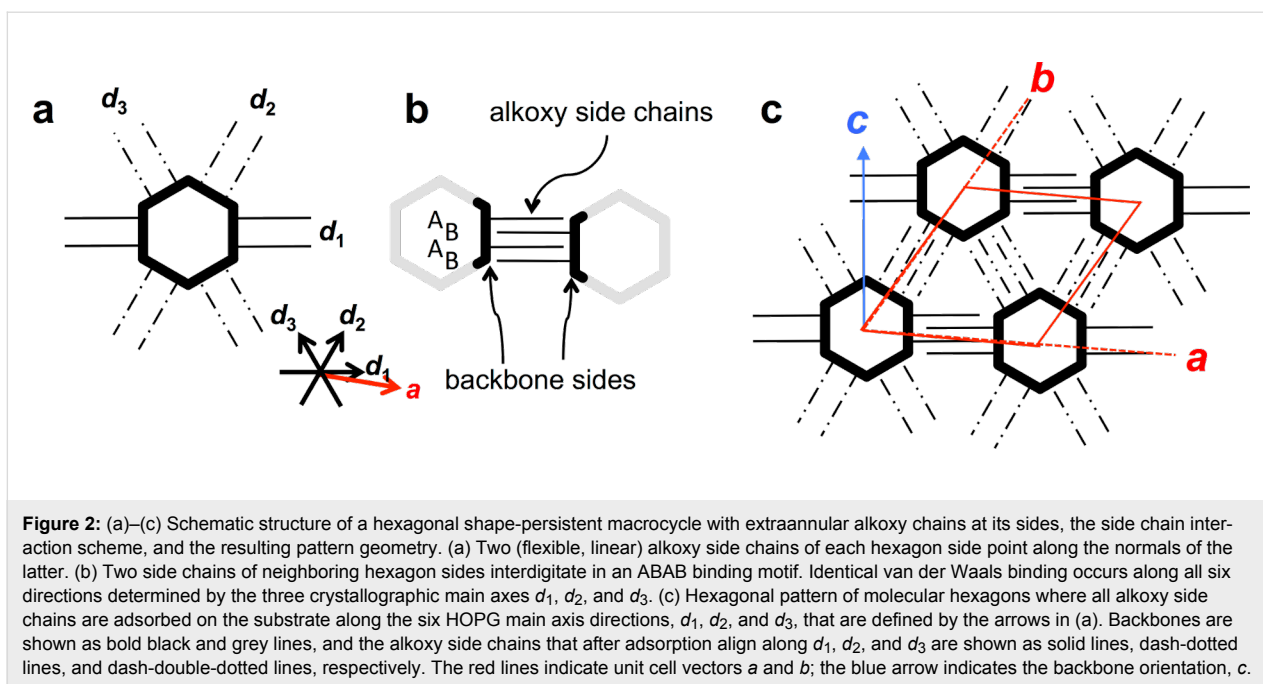 a
d3
d2
d1
d3
d2
d1
a
b
alkoxy side chains
A
B
A
B
backbone sides
c
b
c
a
Figure 2: (a)–(c) Schematic structure of a hexagonal shape-persistent macrocycle with extraannular alkoxy chains at its sides, the side chain inter-
action scheme, and the resulting pattern geometry. (a) Two (flexible, linear) alkoxy side chains of each hexagon side point along the normals of the
latter. (b) Two side chains of neighboring hexagon sides interdigitate in an ABAB binding motif. Identical van der Waals binding occurs along all six
directions determined by the three crystallographic main axes d1, d2, and d3. (c) Hexagonal pattern of molecular hexagons where all alkoxy side
chains are adsorbed on the substrate along the six HOPG main axis directions, d1, d2, and d3, that are defined by the arrows in (a). Backbones are
shown as bold black and grey lines, and the alkoxy side chains that after adsorption align along d1, d2, and d3 are shown as solid lines, dash-dotted
lines, and dash-double-dotted lines, respectively. The red lines indicate unit cell vectors a and b; the blue arrow indicates the backbone orientation, c.